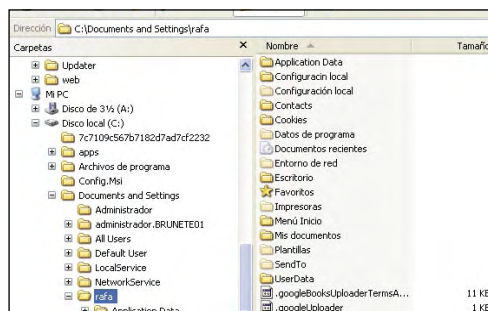 Dirección C:\Documents and Settings\rafa
Carpetas
Updater
web
Mi PC
Disco de 3½ (A:)
Disco local (C:)
7c7109c567b7182d7ad7cf2232
apps
Archivos de programa
Config.Msi
Documents and Settings
Administrador
administrador.BRUNETE01
All Users
Default User
LocalService
NetworkService
rafa
Application Data
Nombre Tamaño
Application Data
Configuracin local
Configuración local
Contacts
Cookies
Datos de programa
Documentos recientes
Entorno de red
Escritorio
Favoritos
Impresoras
Menú Inicio
Mis documentos
Plantillas
SendTo
UserData
.googleBooksUploaderTermsA... 11 KB
.googleUploader 1 KB